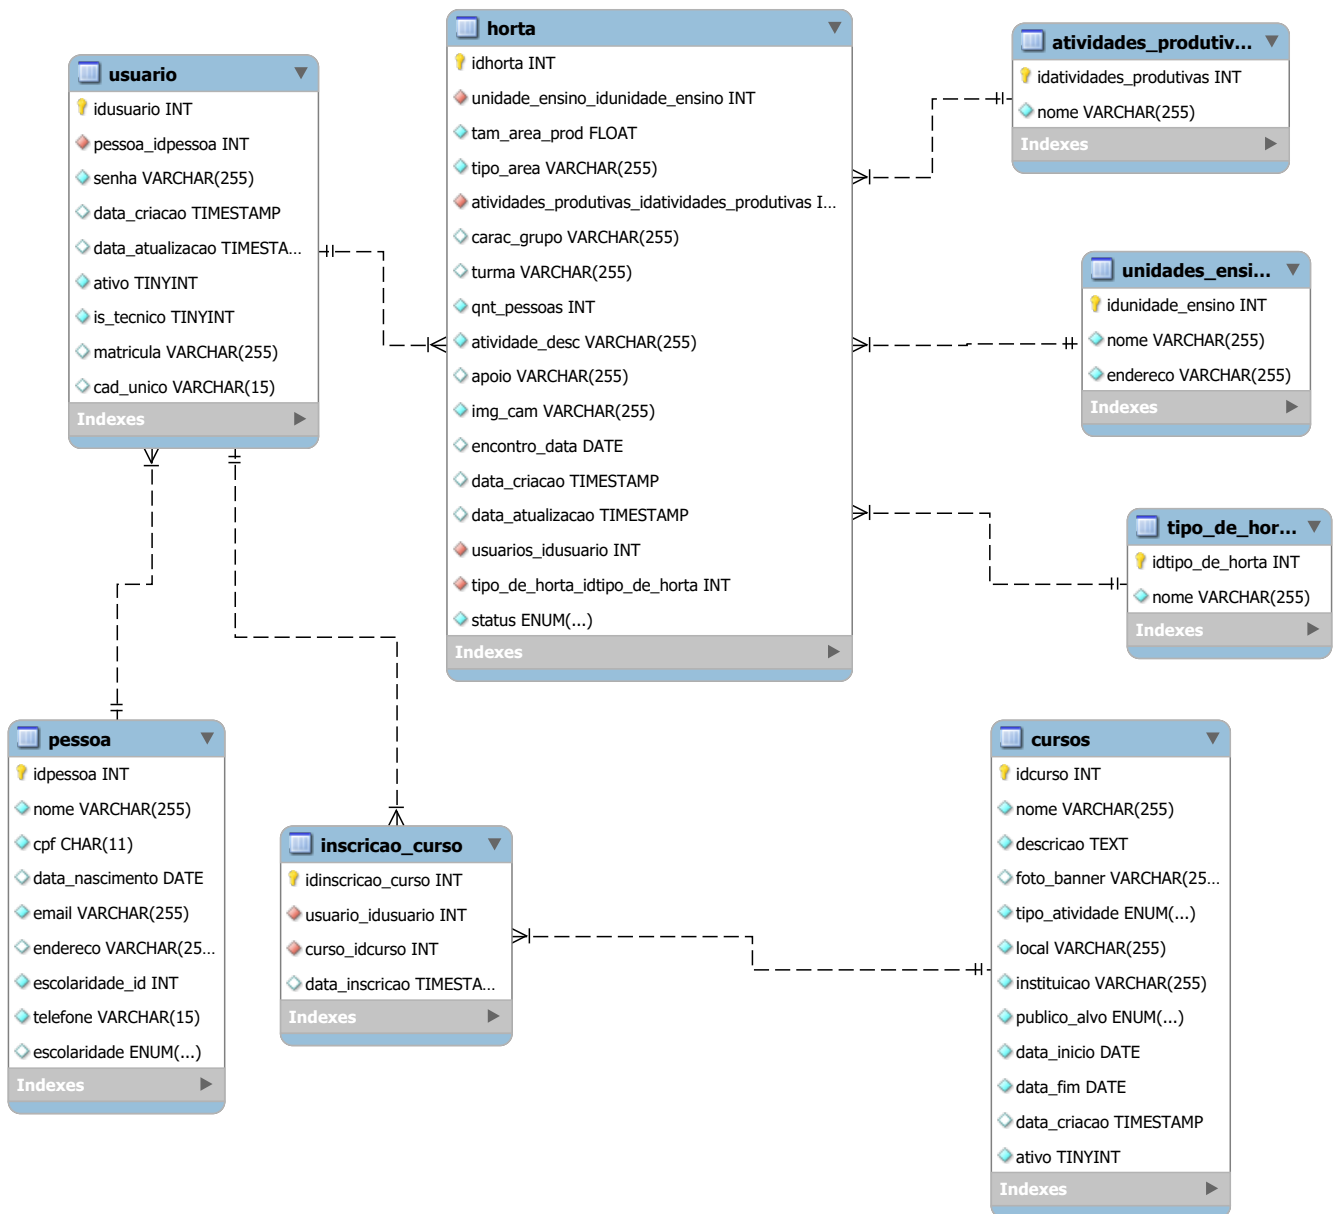 usuario
idusuario INT
pessoa_idpessoa INT
senha VARCHAR(255)
data_criacao TIMESTAMP
data_atualizacao TIMESTA...
ativo TINYINT
is_tecnico TINYINT
matricula VARCHAR(255)
cad_unico VARCHAR(15)
Indexes
horta
idhorta INT
unidade_ensino_idunidade_ensino INT
tam_area_prod FLOAT
tipo_area VARCHAR(255)
atividades_produtivas_idatividades_produtivas I...
carac_grupo VARCHAR(255)
turma VARCHAR(255)
qnt_pessoas INT
atividade_desc VARCHAR(255)
apoio VARCHAR(255)
img_cam VARCHAR(255)
encontro_data DATE
data_criacao TIMESTAMP
data_atualizacao TIMESTAMP
usuarios_idusuario INT
tipo_de_horta_idtipo_de_horta INT
status ENUM(...)
Indexes
atividades_produtiv...
idatividades_produtivas INT
nome VARCHAR(255)
Indexes
unidades_ensi...
idunidade_ensino INT
nome VARCHAR(255)
endereco VARCHAR(255)
Indexes
tipo_de_hor...
idtipo_de_horta INT
nome VARCHAR(255)
Indexes
pessoa
idpessoa INT
nome VARCHAR(255)
cpf CHAR(11)
data_nascimento DATE
email VARCHAR(255)
endereco VARCHAR(25...
escolaridade_id INT
telefone VARCHAR(15)
escolaridade ENUM(...)
Indexes
inscricao_curso
idinscricao_curso INT
usuario_idusuario INT
curso_idcurso INT
data_inscricao TIMESTA...
Indexes
cursos
idcurso INT
nome VARCHAR(255)
descricao TEXT
foto_banner VARCHAR(25...
tipo_atividade ENUM(...)
local VARCHAR(255)
instituicao VARCHAR(255)
publico_alvo ENUM(...)
data_inicio DATE
data_fim DATE
data_criacao TIMESTAMP
ativo TINYINT
Indexes